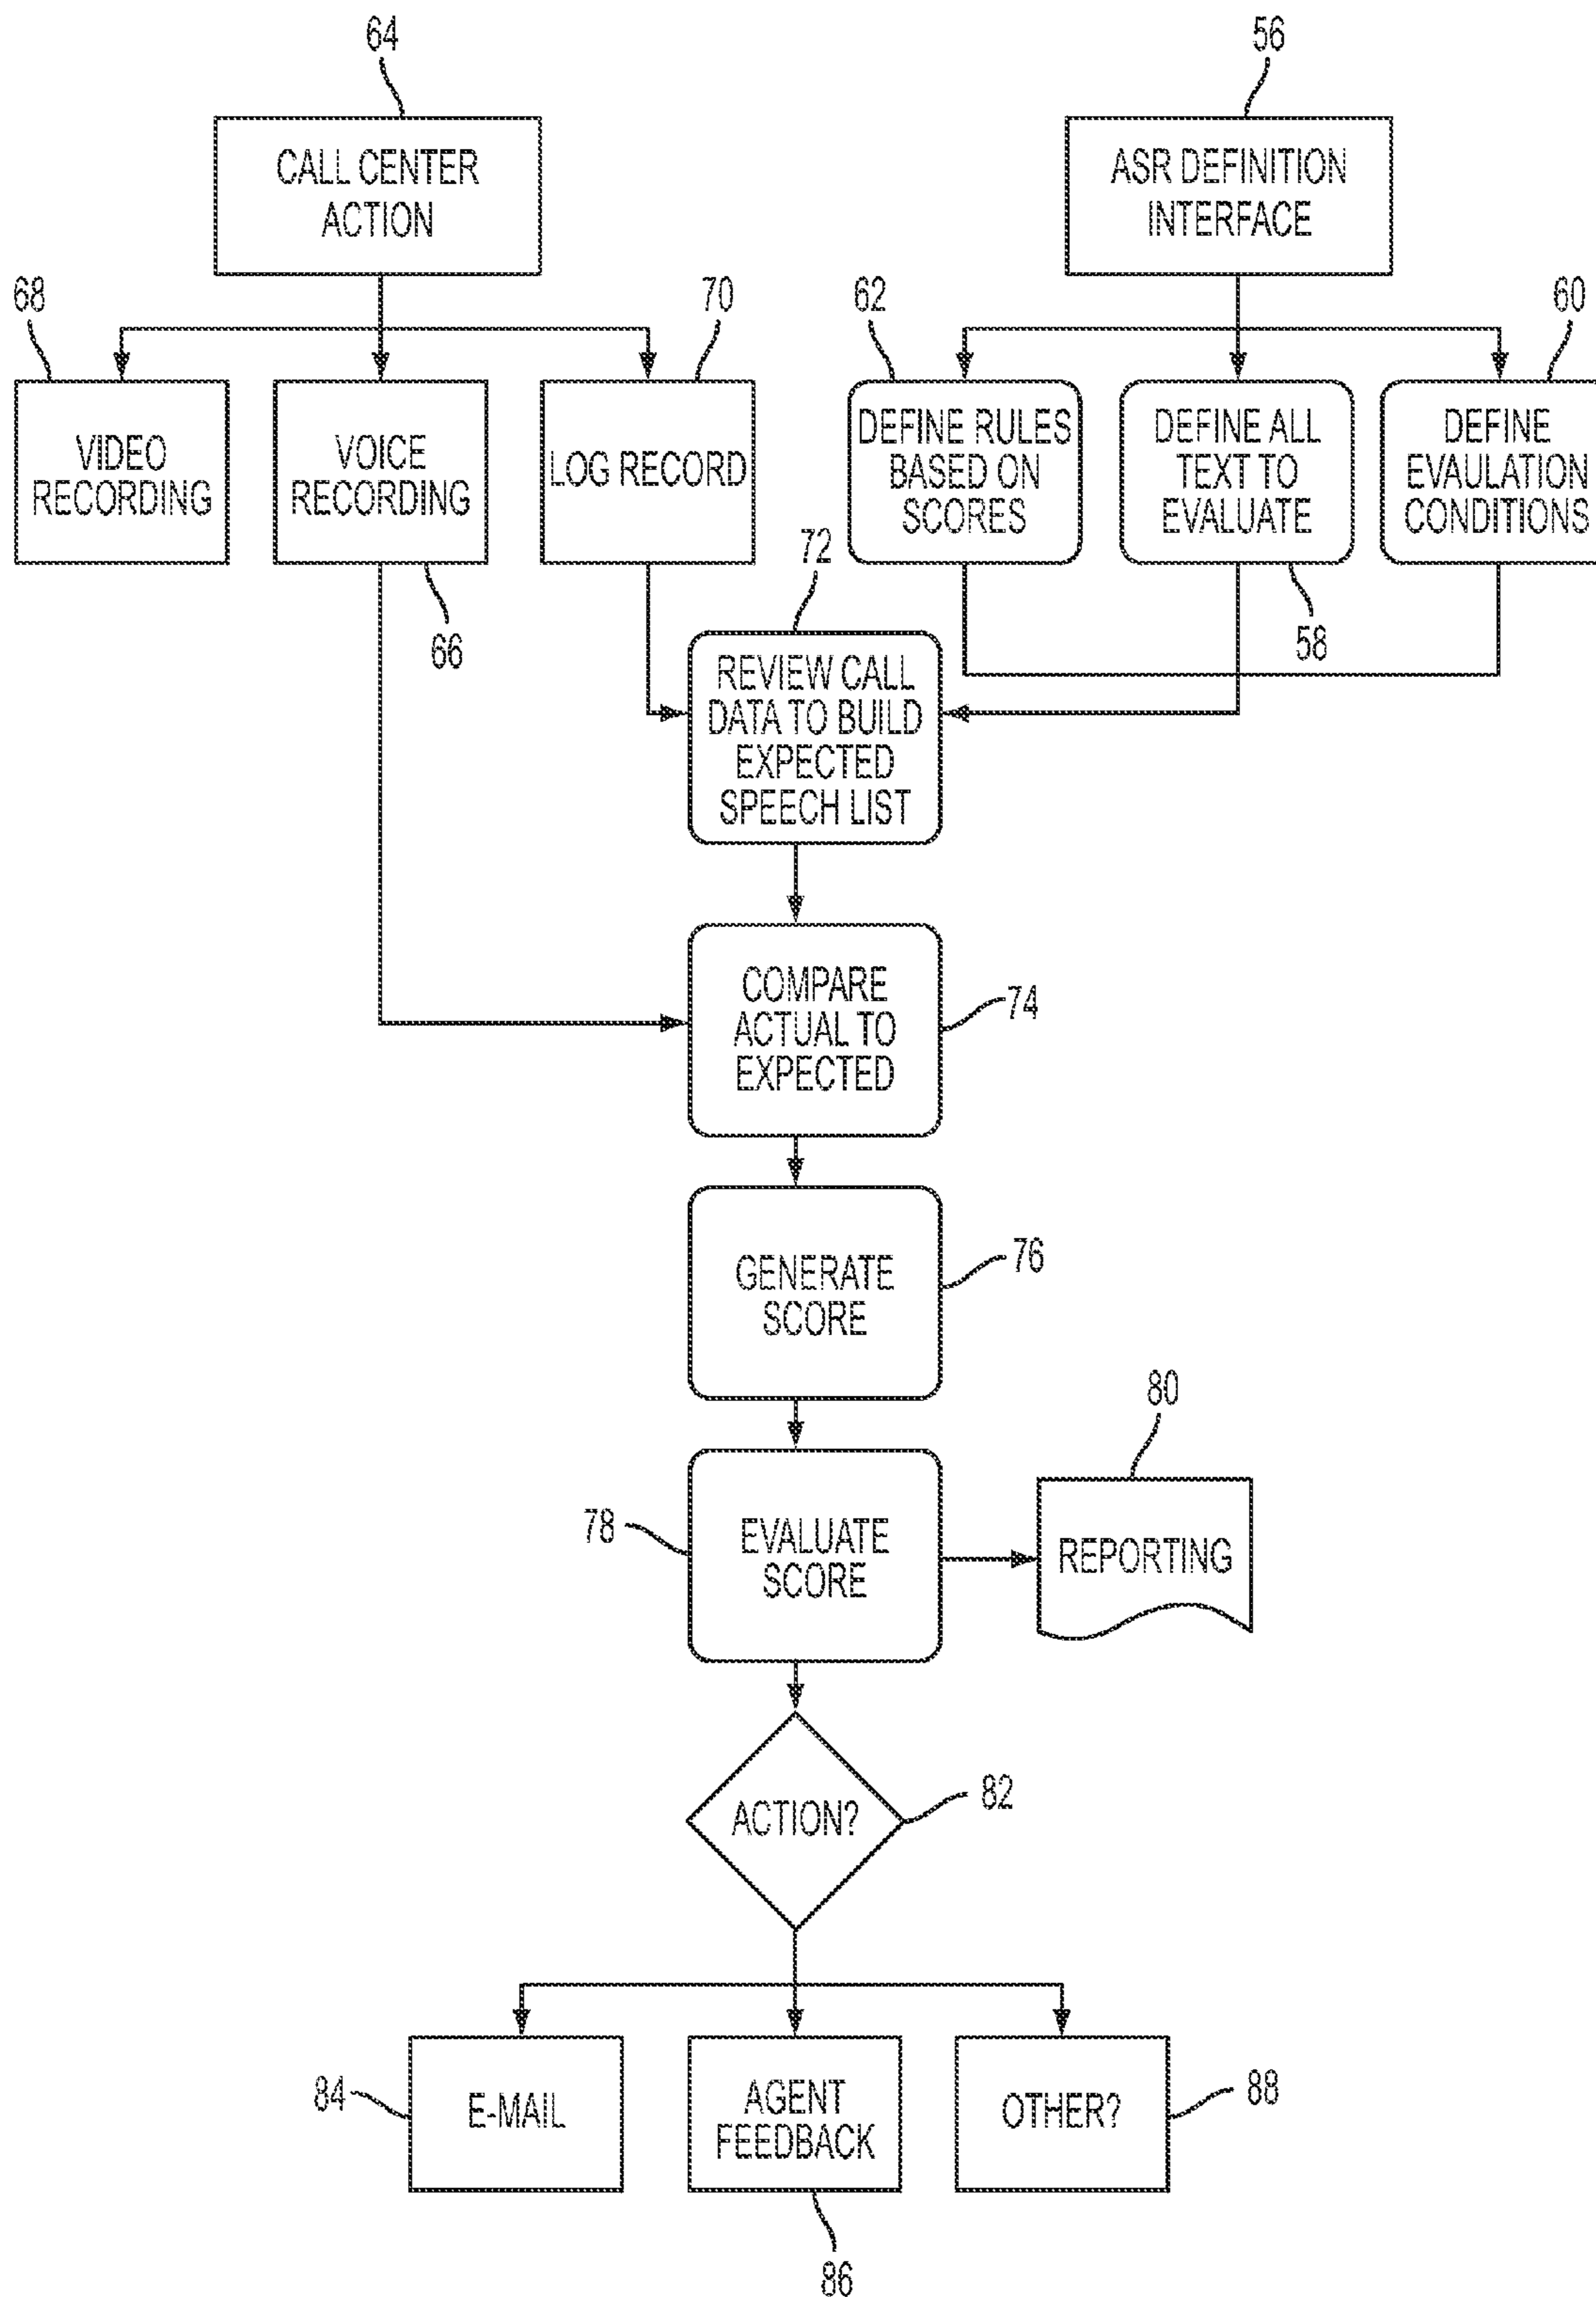 64
56
CALL CENTER
ACTION
ASR DEFINITION
INTERFACE
68
70
62
60
VIDEO
RECORDING
VOICE
RECORDING
LOG RECORD
DEFINE RULES
BASED ON
SCORES
DEFINE ALL
TEXT TO
EVALUATE
DEFINE
EVAULATION
CONDITIONS
72
66
58
REVIEW CALL
DATA TO BUILD
EXPECTED
SPEECH LIST
COMPARE
ACTUAL TO
EXPECTED
74
GENERATE
SCORE
76
80
78
EVALUATE
SCORE
REPORTING
ACTION?
82
84
E-MAIL
AGENT
FEEDBACK
OTHER?
88
86